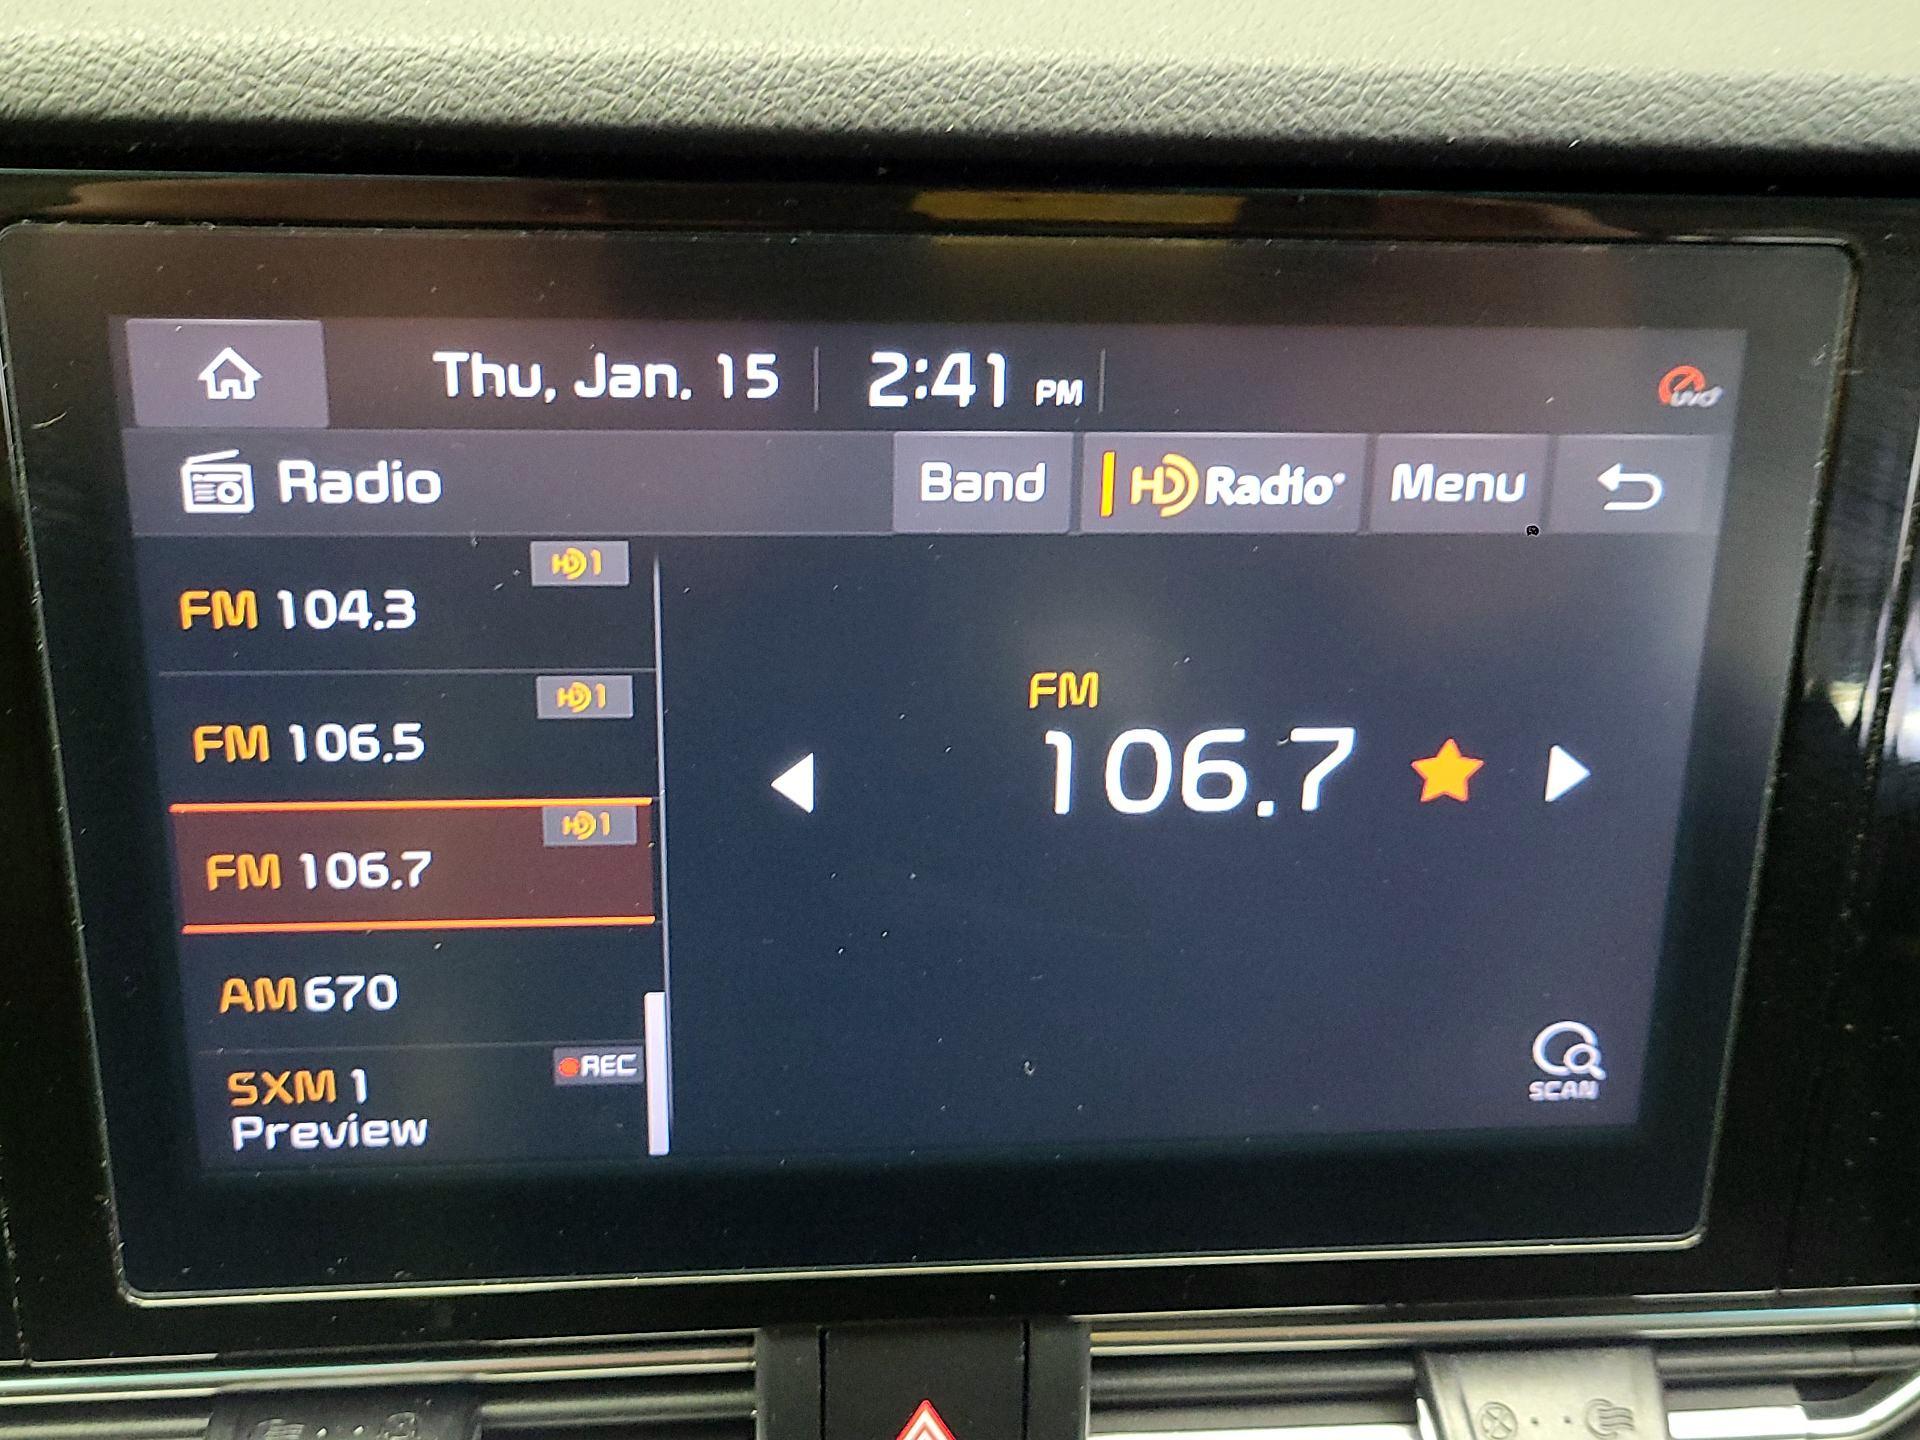 Thu, Jan. 15 2:41 PM
UVO
Radio Band HD Radio Menu
HD1
FM 104.3
HD1
FM 106.5
HD1
FM 106.7
AM 670
SXM 1 REC
Preview
FM
106.7
SCAN